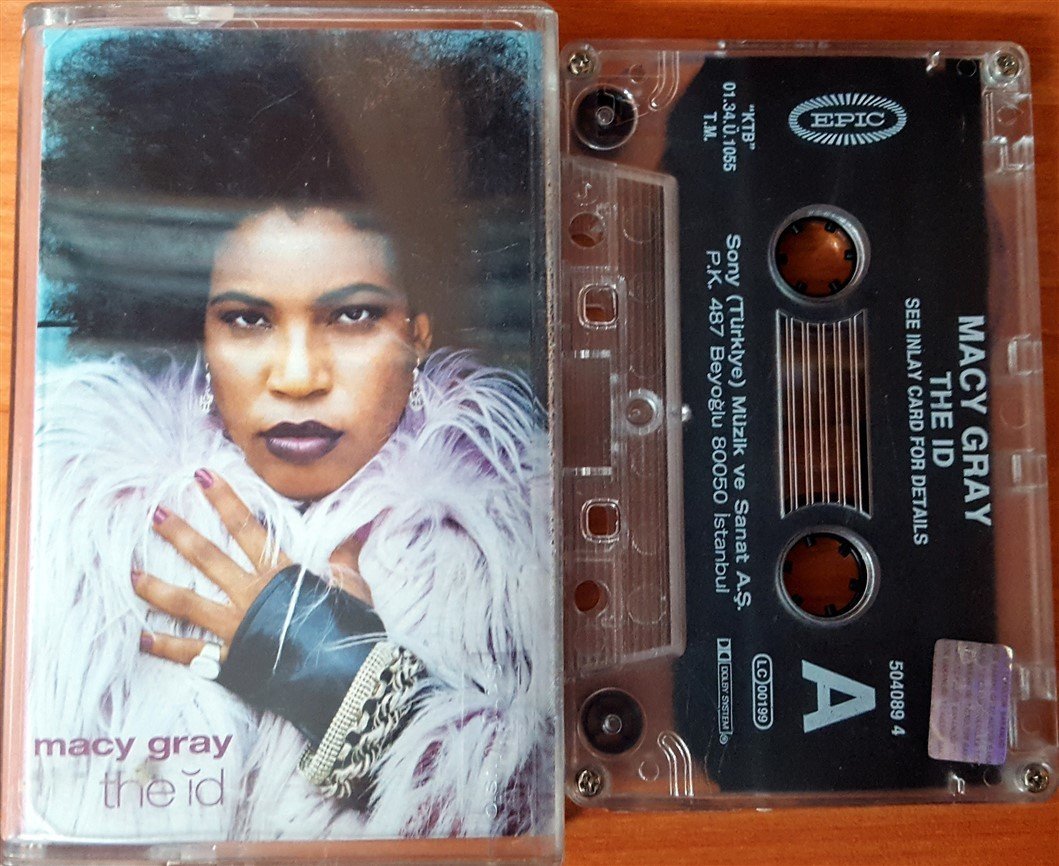 macy gray
the ĭd
EPIC
"KTB"
01.34.Ü.1055
T.M.
MACY GRAY
THE ID
SEE INLAY CARD FOR DETAILS
Sony (Türkiye) Müzik ve Sanat A.Ş.
P.K. 487 Beyoğlu 80050 İstanbul
A
504089 4
LC 00199
DOLBY SYSTEM ®